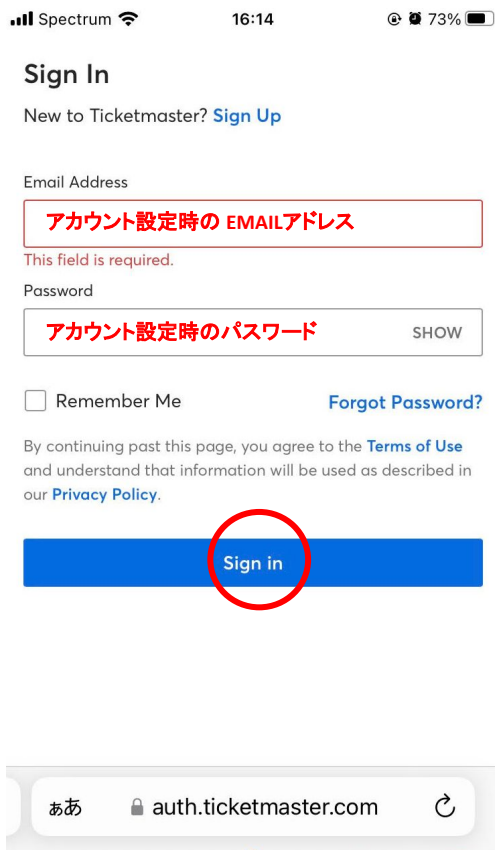 Spectrum 16:14 73%
Sign In
New to Ticketmaster? Sign Up
Email Address
アカウント設定時の EMAILアドレス
This field is required.
Password
アカウント設定時のパスワード SHOW
Remember Me Forgot Password?
By continuing past this page, you agree to the Terms of Use
and understand that information will be used as described in
our Privacy Policy.
Sign in
ぁあ auth.ticketmaster.com